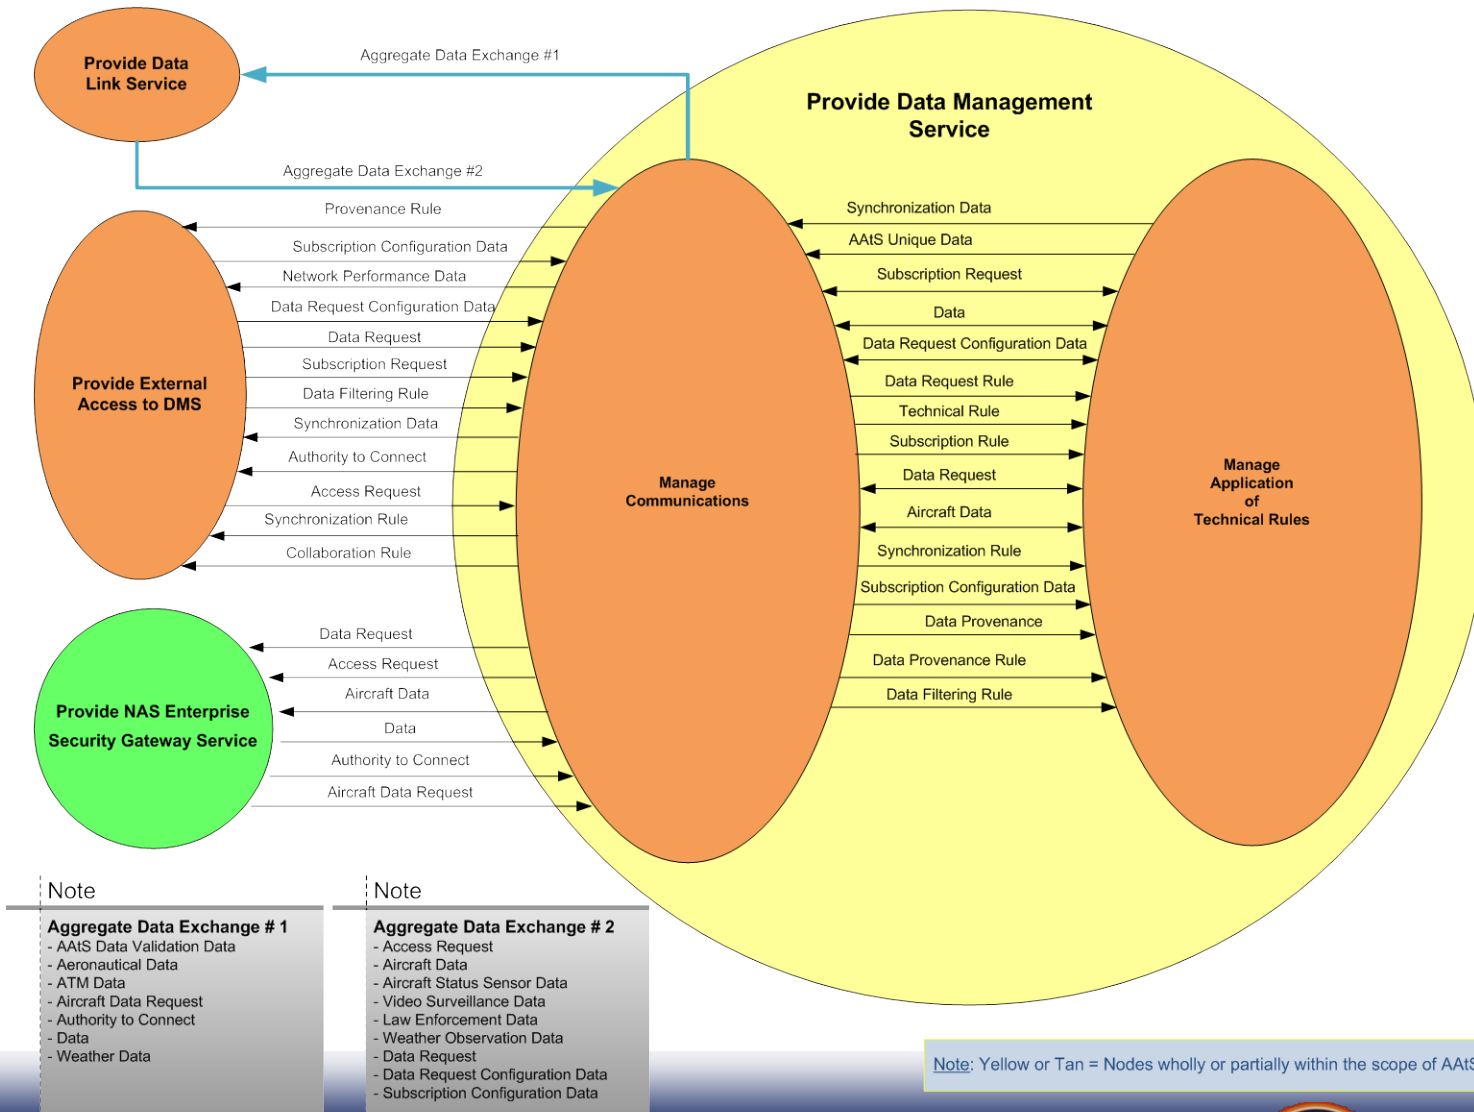 Provide Data
Link Service
Aggregate Data Exchange #1
Aggregate Data Exchange #2
Provide Data Management
Service
Provenance Rule
Subscription Configuration Data
Network Performance Data
Data Request Configuration Data
Data Request
Subscription Request
Data Filtering Rule
Synchronization Data
Authority to Connect
Access Request
Synchronization Rule
Collaboration Rule
Provide External
Access to DMS
Manage
Communications
Synchronization Data
AAtS Unique Data
Subscription Request
Data
Data Request Configuration Data
Data Request Rule
Technical Rule
Subscription Rule
Data Request
Aircraft Data
Synchronization Rule
Subscription Configuration Data
Data Provenance
Data Provenance Rule
Data Filtering Rule
Manage
Application
of
Technical Rules
Provide NAS Enterprise
Security Gateway Service
Data Request
Access Request
Aircraft Data
Data
Authority to Connect
Aircraft Data Request
Note
Aggregate Data Exchange # 1
- AAtS Data Validation Data
- Aeronautical Data
- ATM Data
- Aircraft Data Request
- Authority to Connect
- Data
- Weather Data
Note
Aggregate Data Exchange # 2
- Access Request
- Aircraft Data
- Aircraft Status Sensor Data
- Video Surveillance Data
- Law Enforcement Data
- Weather Observation Data
- Data Request
- Data Request Configuration Data
- Subscription Configuration Data
Note: Yellow or Tan = Nodes wholly or partially within the scope of AAtS